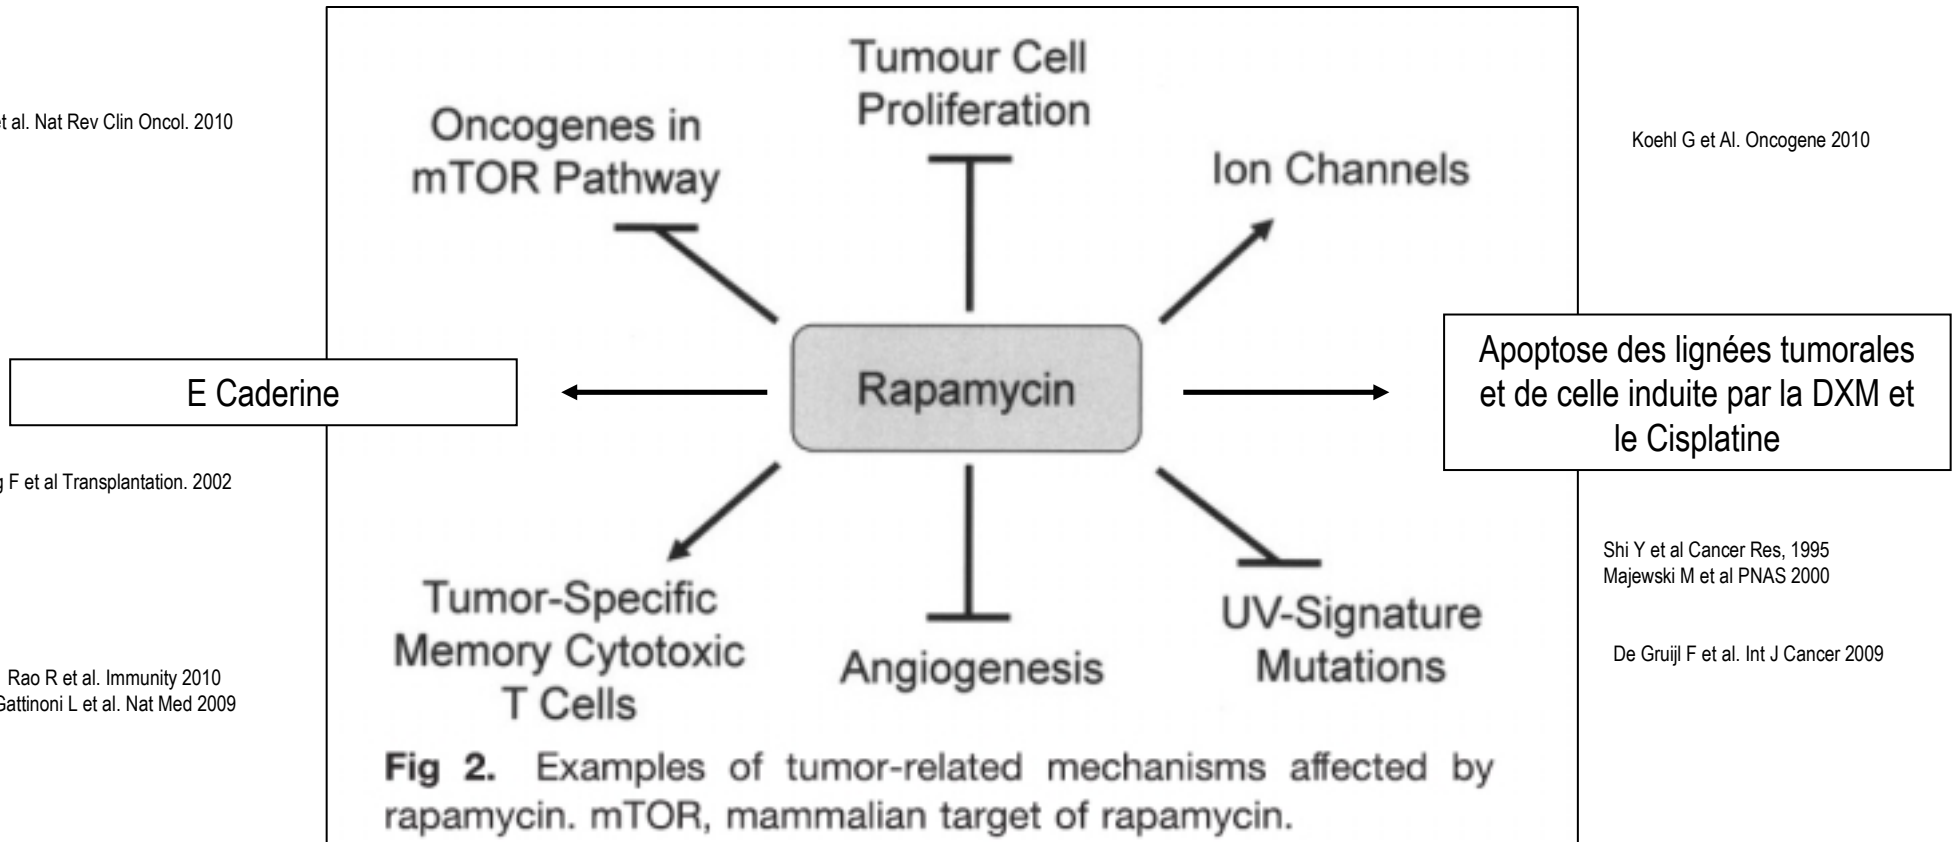 Tumour Cell
Proliferation
Oncogenes in
mTOR Pathway
Ion Channels
et al. Nat Rev Clin Oncol. 2010
Koehl G et Al. Oncogene 2010
E Caderine
Rapamycin
Apoptose des lignées tumorales
et de celle induite par la DXM et
le Cisplatine
F et al Transplantation. 2002
Shi Y et al Cancer Res, 1995
Majewski M et al PNAS 2000
De Gruijl F et al. Int J Cancer 2009
Tumor-Specific
Memory Cytotoxic
T Cells
Angiogenesis
UV-Signature
Mutations
Rao R et al. Immunity 2010
Gattinoni L et al. Nat Med 2009
Fig 2. Examples of tumor-related mechanisms affected by
rapamycin. mTOR, mammalian target of rapamycin.